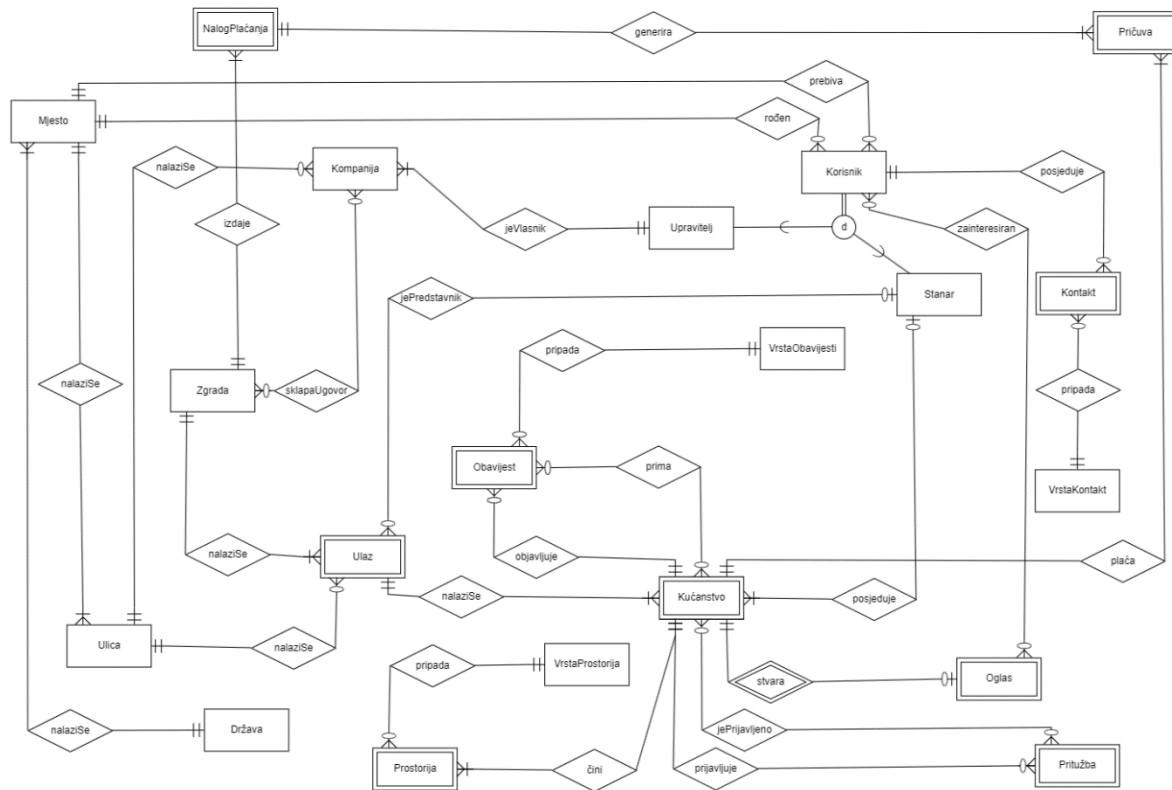 NalogPlaćanja
generira
Pričuva
prebiva
Mjesto
rođen
nalaziSe
Kompanija
Korisnik
posjeduje
izdaje
jeVlasnik
Upravitelj
d
zainteresiran
jePredstavnik
Stanar
Kontakt
pripada
VrstaObavijesti
nalaziSe
Zgrada
sklapaUgovor
pripada
Obavijest
prima
VrstaKontakt
nalaziSe
Ulaz
objavljuje
plaća
nalaziSe
Kućanstvo
posjeduje
Ulica
nalaziSe
pripada
VrstaProstorija
stvara
Oglas
nalaziSe
Država
jePrijavljeno
Prostorija
čini
prijavljuje
Pritužba